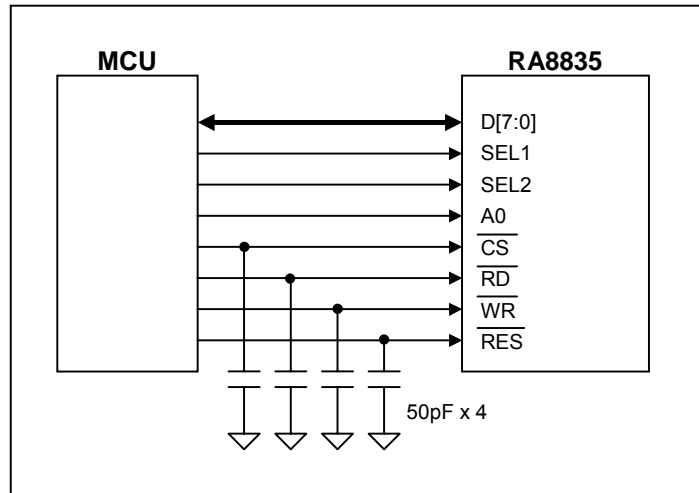 MCU
RA8835
D[7:0]
SEL1
SEL2
A0
CS
RD
WR
RES
50pF x 4